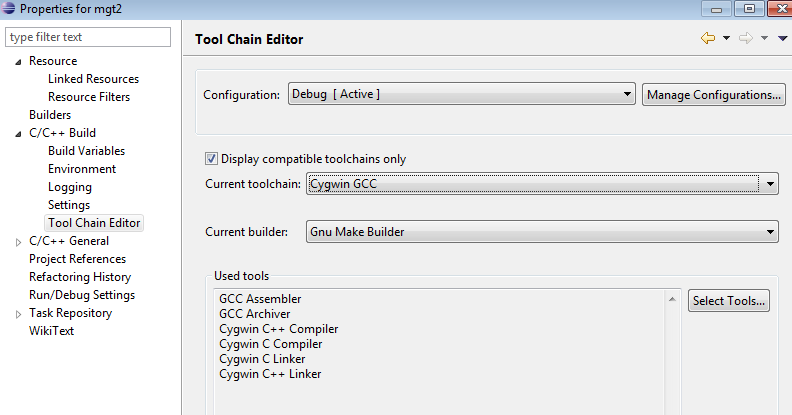 Properties for mgt2
type filter text
Tool Chain Editor
Resource
Linked Resources
Resource Filters
Builders
C/C++ Build
Build Variables
Environment
Logging
Settings
Tool Chain Editor
C/C++ General
Project References
Refactoring History
Run/Debug Settings
Task Repository
WikiText
Configuration: Debug [ Active ] Manage Configurations...
Display compatible toolchains only
Current toolchain: Cygwin GCC
Current builder: Gnu Make Builder
Used tools
GCC Assembler
GCC Archiver
Cygwin C++ Compiler
Cygwin C Compiler
Cygwin C Linker
Cygwin C++ Linker
Select Tools...